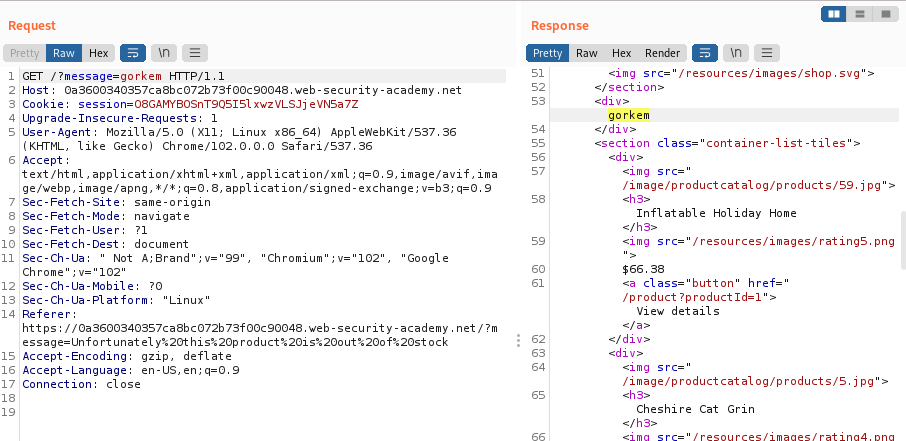 Request
Pretty Raw Hex \n
1 GET /?message=gorkem HTTP/1.1
2 Host: 0a3600340357ca8bc072b73f00c90048.web-security-academy.net
3 Cookie: session=O8GAMYBOSnT9Q5I5lxwzVLSJjeVN5a7Z
4 Upgrade-Insecure-Requests: 1
5 User-Agent: Mozilla/5.0 (X11; Linux x86_64) AppleWebKit/537.36
(KHTML, like Gecko) Chrome/102.0.0.0 Safari/537.36
6 Accept:
text/html,application/xhtml+xml,application/xml;q=0.9,image/avif,im
age/webp,image/apng,*/*;q=0.8,application/signed-exchange;v=b3;q=0.9
7 Sec-Fetch-Site: same-origin
8 Sec-Fetch-Mode: navigate
9 Sec-Fetch-User: ?1
10 Sec-Fetch-Dest: document
11 Sec-Ch-Ua: " Not A;Brand";v="99", "Chromium";v="102", "Google
Chrome";v="102"
12 Sec-Ch-Ua-Mobile: ?0
13 Sec-Ch-Ua-Platform: "Linux"
14 Referer:
https://0a3600340357ca8bc072b73f00c90048.web-security-academy.net/?m
essage=Unfortunately%20this%20product%20is%20out%20of%20stock
15 Accept-Encoding: gzip, deflate
16 Accept-Language: en-US,en;q=0.9
17 Connection: close
18
19
Response
Pretty Raw Hex Render \n
51 <img src="/resources/images/shop.svg">
52 </section>
53 <div>
gorkem
54 </div>
55 <section class="container-list-tiles">
56 <div>
57 <img src="
/image/productcatalog/products/59.jpg">
58 <h3>
Inflatable Holiday Home
</h3>
59 <img src="/resources/images/rating5.png
">
60 $66.38
61 <a class="button" href="
/product?productId=1">
View details
</a>
62 </div>
63 <div>
64 <img src="
/image/productcatalog/products/5.jpg">
65 <h3>
Cheshire Cat Grin
</h3>
66 <img src="/resources/images/rating4.png